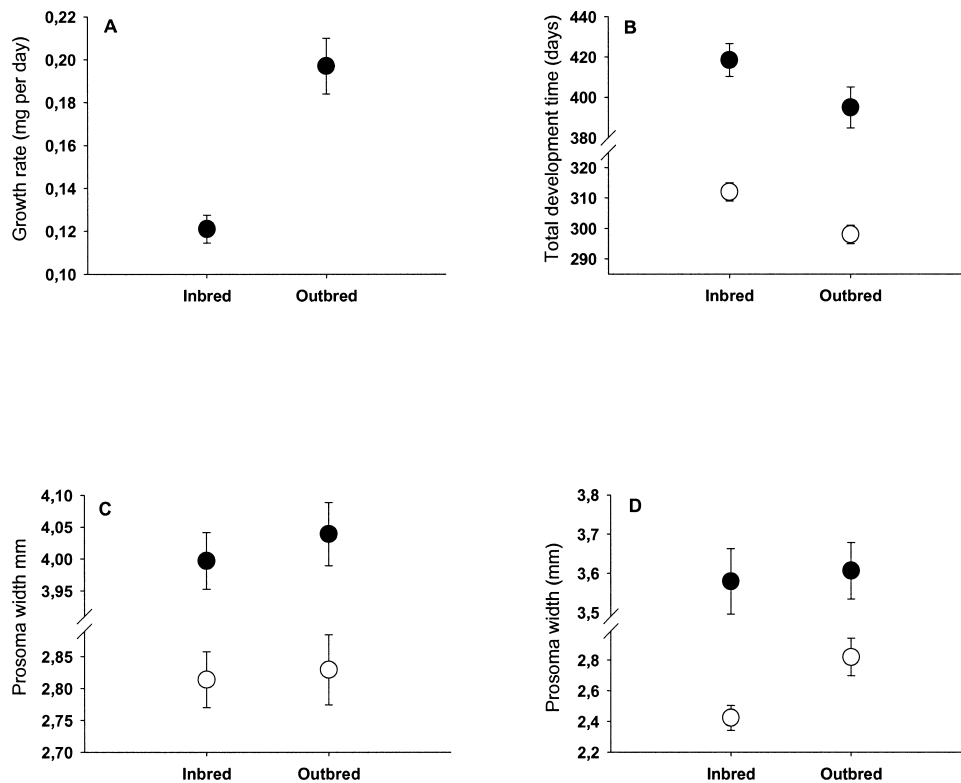 A
Growth rate (mg per day)
0,22
0,20
0,18
0,16
0,14
0,12
0,10
Inbred Outbred
B
Total development time (days)
440
420
400
380
320
310
300
290
Inbred Outbred
C
Prosoma width mm
4,10
4,05
4,00
3,95
2,85
2,80
2,75
2,70
Inbred Outbred
D
Prosoma width (mm)
3,8
3,7
3,6
3,5
2,8
2,6
2,4
2,2
Inbred Outbred